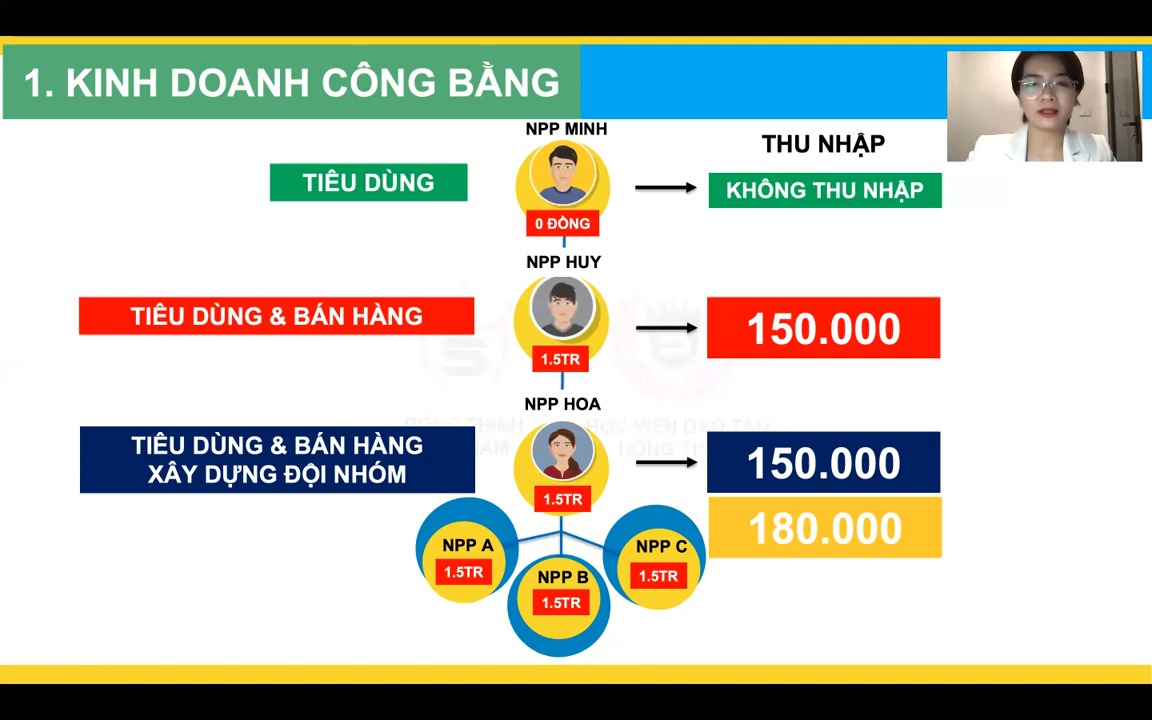 1. KINH DOANH CÔNG BẰNG
NPP MINH
THU NHẬP
TIÊU DÙNG
KHÔNG THU NHẬP
0 ĐỒNG
NPP HUY
TIÊU DÙNG & BÁN HÀNG
150.000
1.5TR
NPP HOA
TIÊU DÙNG & BÁN HÀNG
XÂY DỰNG ĐỘI NHÓM
150.000
1.5TR
180.000
NPP A
1.5TR
NPP B
1.5TR
NPP C
1.5TR